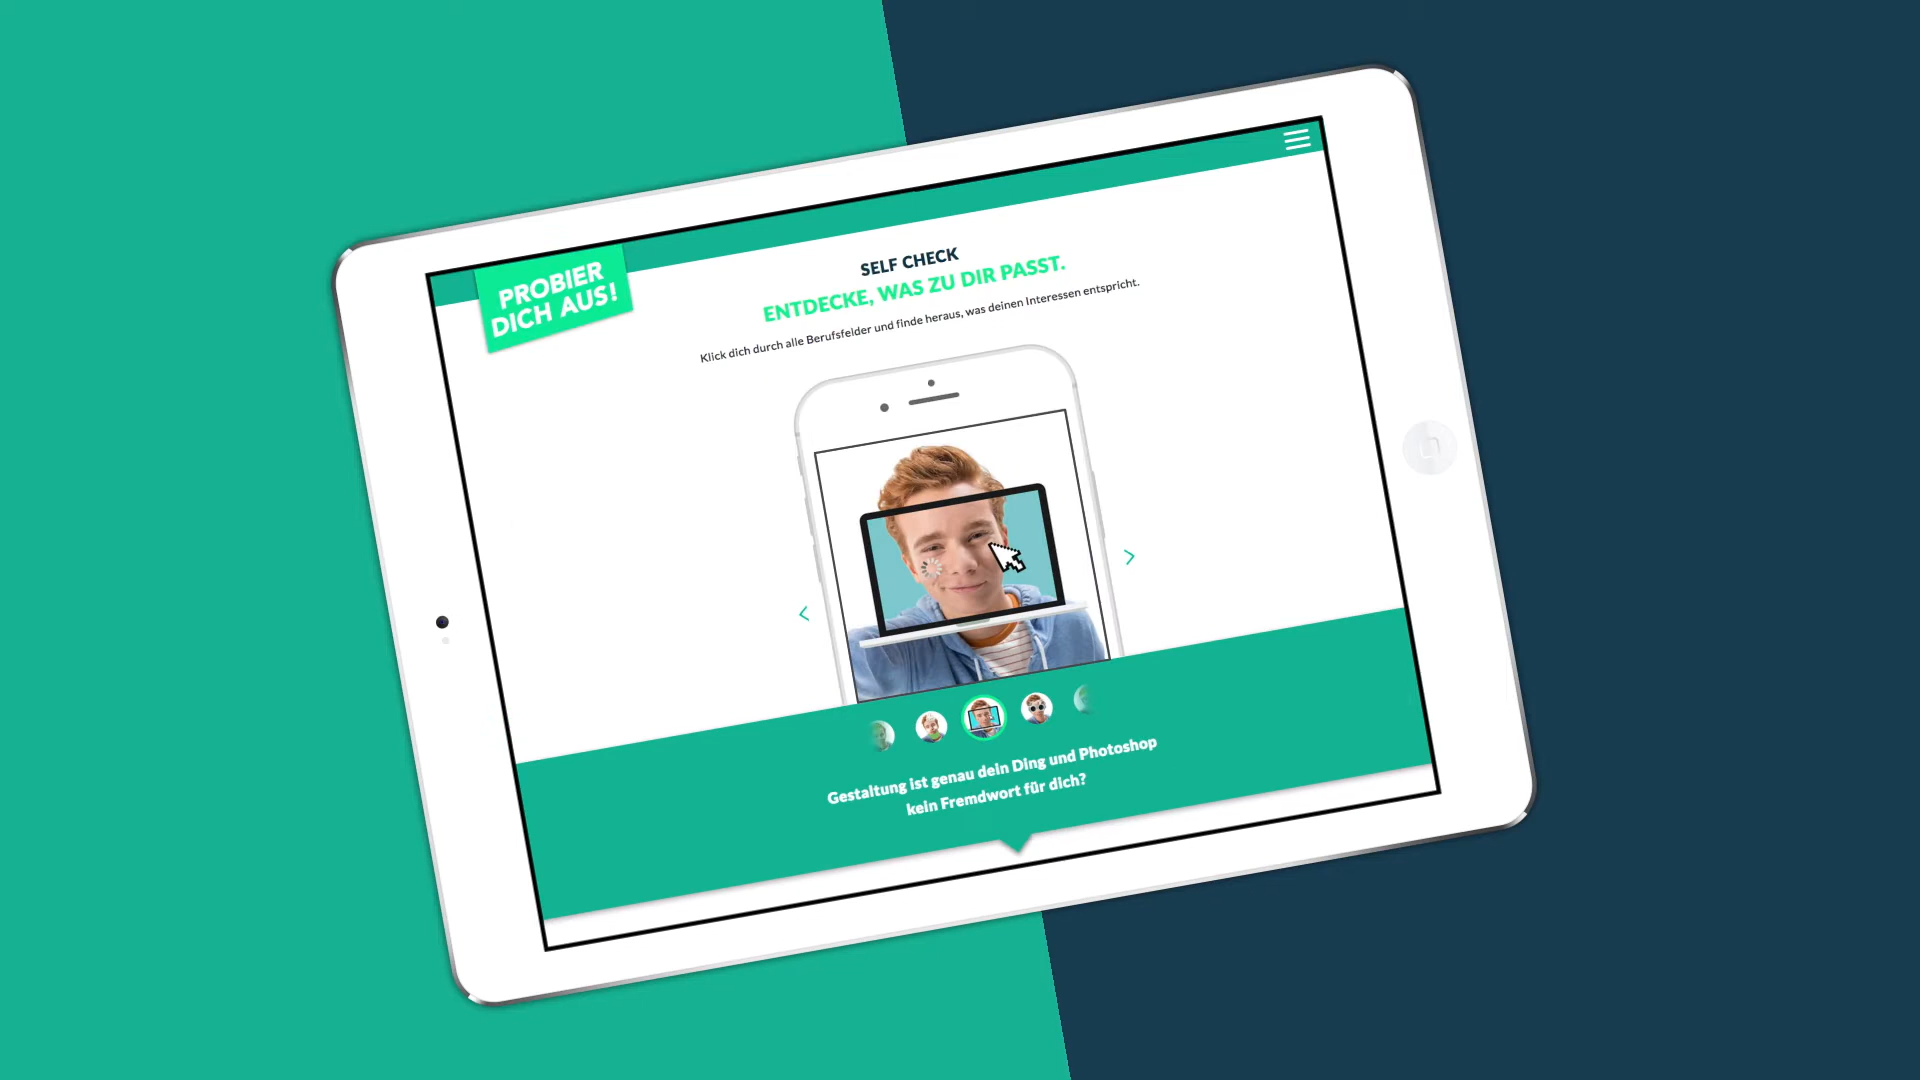 PROBIER
DICH AUS!
SELF CHECK
ENTDECKE, WAS ZU DIR PASST.
Klick dich durch alle Berufsfelder und finde heraus, was deinen Interessen entspricht.
Gestaltung ist genau dein Ding und Photoshop
kein Fremdwort für dich?